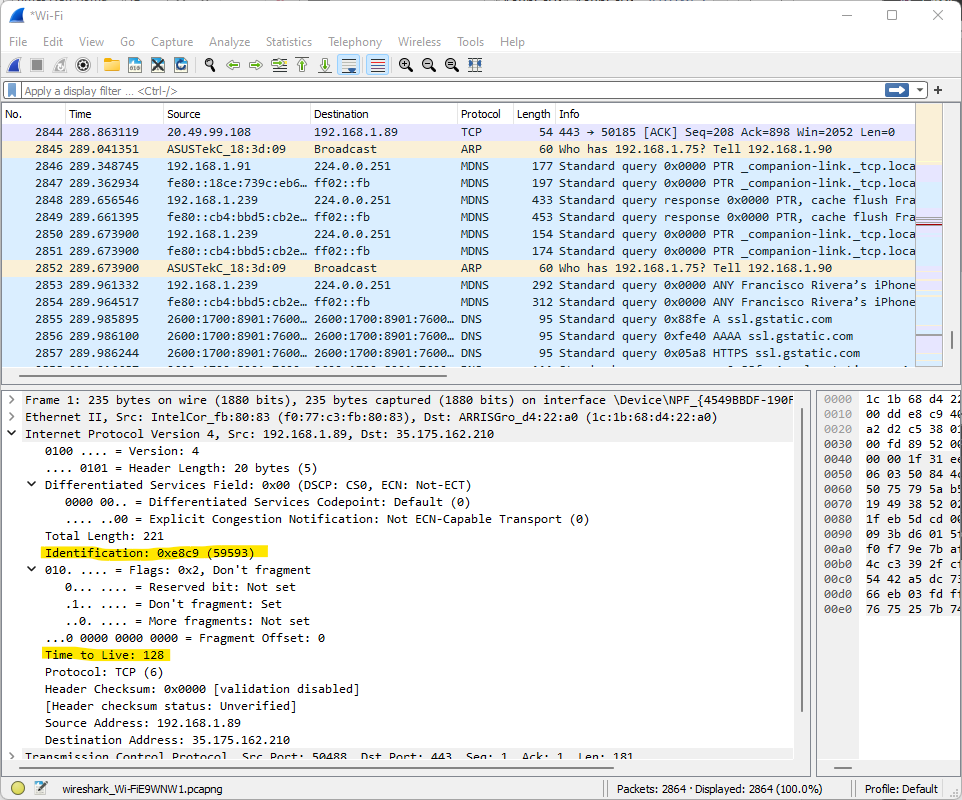 *Wi-Fi
File Edit View Go Capture Analyze Statistics Telephony Wireless Tools Help
Apply a display filter ... <Ctrl-/>
No. Time Source Destination Protocol Length Info
2844 288.863119 20.49.99.108 192.168.1.89 TCP 54 443 → 50185 [ACK] Seq=208 Ack=898 Win=2052 Len=0
2845 289.041351 ASUSTekC_18:3d:09 Broadcast ARP 60 Who has 192.168.1.75? Tell 192.168.1.90
2846 289.348745 192.168.1.91 224.0.0.251 MDNS 177 Standard query 0x0000 PTR _companion-link._tcp.loca
2847 289.362934 fe80::18ce:739c:eb6… ff02::fb MDNS 197 Standard query 0x0000 PTR _companion-link._tcp.loca
2848 289.656546 192.168.1.239 224.0.0.251 MDNS 433 Standard query response 0x0000 PTR, cache flush Fra
2849 289.661395 fe80::cb4:bbd5:cb2e… ff02::fb MDNS 453 Standard query response 0x0000 PTR, cache flush Fra
2850 289.673900 192.168.1.239 224.0.0.251 MDNS 154 Standard query 0x0000 PTR _companion-link._tcp.loca
2851 289.673900 fe80::cb4:bbd5:cb2e… ff02::fb MDNS 174 Standard query 0x0000 PTR _companion-link._tcp.loca
2852 289.673900 ASUSTekC_18:3d:09 Broadcast ARP 60 Who has 192.168.1.75? Tell 192.168.1.90
2853 289.961332 192.168.1.239 224.0.0.251 MDNS 292 Standard query 0x0000 ANY Francisco Rivera’s iPhone
2854 289.964517 fe80::cb4:bbd5:cb2e… ff02::fb MDNS 312 Standard query 0x0000 ANY Francisco Rivera’s iPhone
2855 289.985895 2600:1700:8901:7600… 2600:1700:8901:7600… DNS 95 Standard query 0x88fe A ssl.gstatic.com
2856 289.986100 2600:1700:8901:7600… 2600:1700:8901:7600… DNS 95 Standard query 0xfe40 AAAA ssl.gstatic.com
2857 289.986244 2600:1700:8901:7600… 2600:1700:8901:7600… DNS 95 Standard query 0x05a8 HTTPS ssl.gstatic.com
Frame 1: 235 bytes on wire (1880 bits), 235 bytes captured (1880 bits) on interface \Device\NPF_{4549BBDF-190F
Ethernet II, Src: IntelCor_fb:80:83 (f0:77:c3:fb:80:83), Dst: ARRISGro_d4:22:a0 (1c:1b:68:d4:22:a0)
Internet Protocol Version 4, Src: 192.168.1.89, Dst: 35.175.162.210
0100 .... = Version: 4
.... 0101 = Header Length: 20 bytes (5)
Differentiated Services Field: 0x00 (DSCP: CS0, ECN: Not-ECT)
0000 00.. = Differentiated Services Codepoint: Default (0)
.... ..00 = Explicit Congestion Notification: Not ECN-Capable Transport (0)
Total Length: 221
Identification: 0xe8c9 (59593)
010. .... = Flags: 0x2, Don't fragment
0... .... = Reserved bit: Not set
.1.. .... = Don't fragment: Set
..0. .... = More fragments: Not set
...0 0000 0000 0000 = Fragment Offset: 0
Time to Live: 128
Protocol: TCP (6)
Header Checksum: 0x0000 [validation disabled]
[Header checksum status: Unverified]
Source Address: 192.168.1.89
Destination Address: 35.175.162.210
Transmission Control Protocol, Src Port: 50488, Dst Port: 443, Seq: 1, Ack: 1, Len: 181
0000 1c 1b 68 d4 22
0010 00 dd e8 c9 40
0020 a2 d2 c5 38 01
0030 00 fd 89 52 00
0040 00 00 1f 31 ee
0050 06 03 50 84 4c
0060 50 75 79 5a b5
0070 19 49 38 52 02
0080 1f eb 5d cd 00
0090 09 3b d6 01 5f
00a0 f0 f7 9e 7b af
00b0 4c c3 39 2f cf
00c0 54 42 a5 dc 73
00d0 66 eb 03 fd ff
00e0 76 75 25 7b 74
wireshark_Wi-FiE9WNW1.pcapng Packets: 2864 · Displayed: 2864 (100.0%) Profile: Default